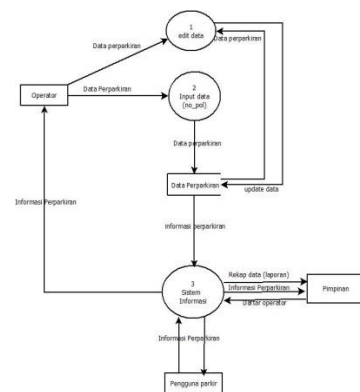 1
edit data
Data perparkiran
Data perparkiran
Operator
Data Perparkiran
2
Input data
(no_pol)
Data perparkiran
Data Perparkiran
update data
Informasi Perparkiran
Informasi perparkiran
3
Sistem
Informasi
Rekap data (laporan)
Informasi Perparkiran
Daftar operator
Pimpinan
Informasi Perparkiran
Pengguna parkir